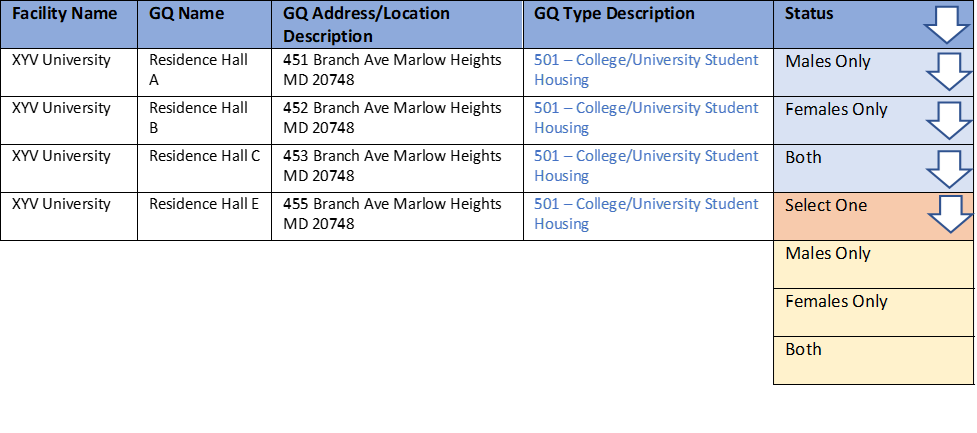 Facility Name GQ Name GQ Address/Location GQ Type Description Status
Description
XYV University Residence Hall 451 Branch Ave Marlow Heights 501 – College/University Student Males Only
A MD 20748 Housing
XYV University Residence Hall 452 Branch Ave Marlow Heights 501 – College/University Student Females Only
B MD 20748 Housing
XYV University Residence Hall C 453 Branch Ave Marlow Heights 501 – College/University Student Both
MD 20748 Housing
XYV University Residence Hall E 455 Branch Ave Marlow Heights 501 – College/University Student Select One
MD 20748 Housing
Males Only
Females Only
Both